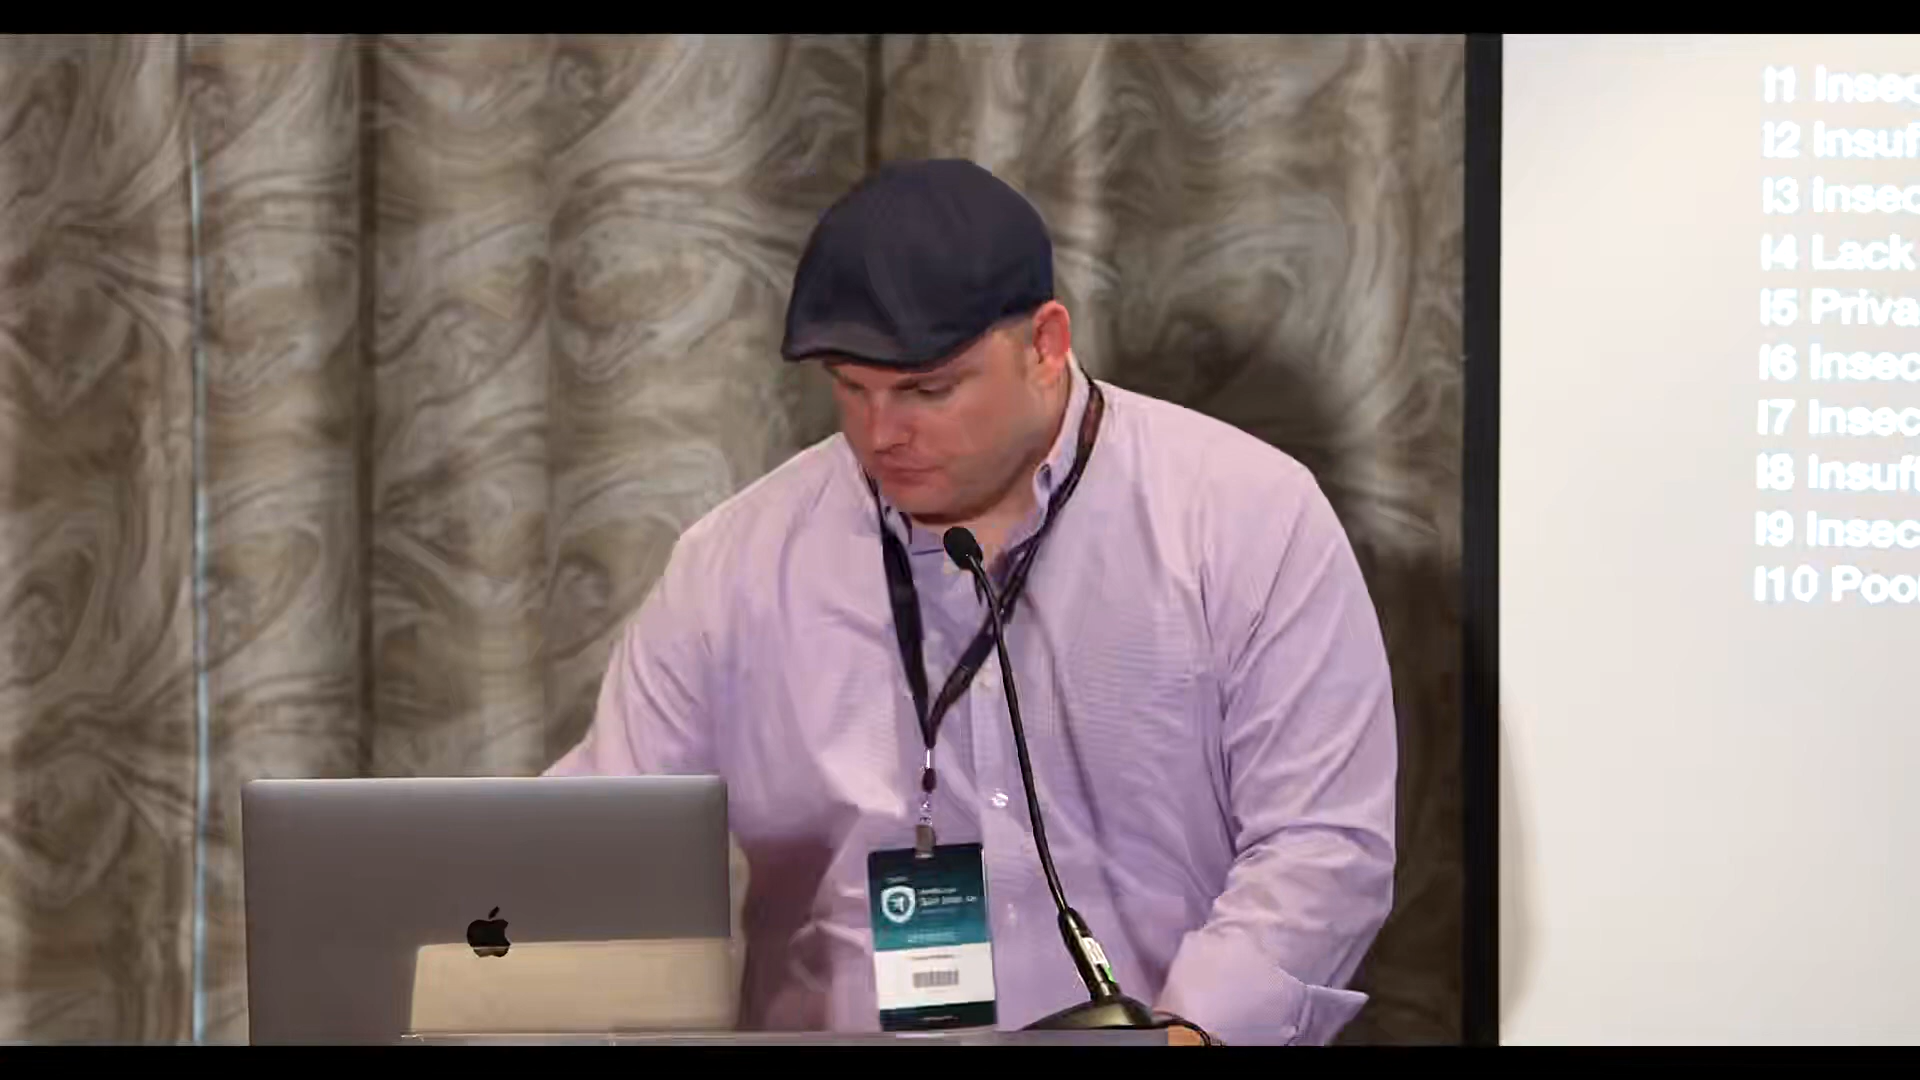 I1 Insec
I2 Insuf
I3 Insec
I4 Lack
I5 Priva
I6 Insec
I7 Insec
I8 Insuff
I9 Insec
I10 Poo